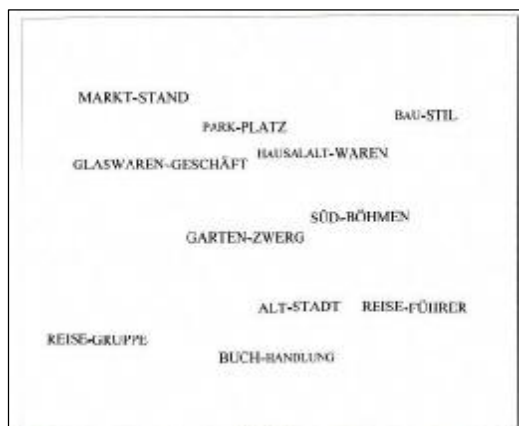 MARKT-STAND
BAU-STIL
PARK-PLATZ
HAUSALALT-WAREN
GLASWAREN-GESCHÄFT
SÜD-BÖHMEN
GARTEN-ZWERG
ALT-STADT REISE-FÜHRER
REISE-GRUPPE
BUCH-HANDLUNG